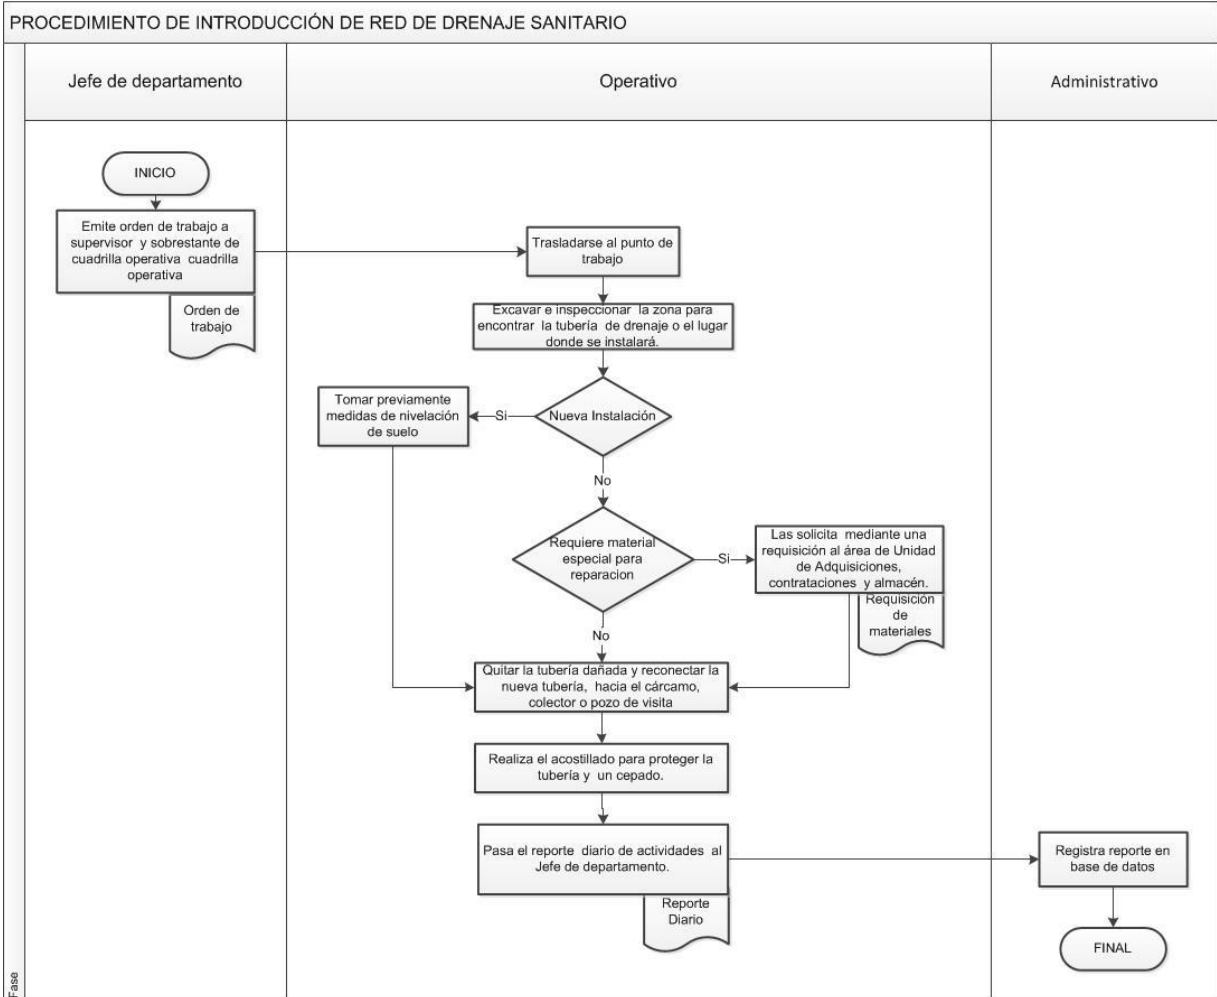 PROCEDIMIENTO DE INTRODUCCIÓN DE RED DE DRENAJE SANITARIO
Jefe de departamento
Operativo
Administrativo
INICIO
Emite orden de trabajo a
supervisor y sobrestante de
cuadrilla operativa cuadrilla
operativa
Orden de
trabajo
Trasladarse al punto de
trabajo
Excavar e inspeccionar la zona para
encontrar la tubería de drenaje o el lugar
donde se instalará.
Nueva Instalación
Si
Tomar previamente
medidas de nivelación
de suelo
No
Requiere material
especial para
reparacion
Si
Las solicita mediante una
requisición al área de Unidad
de Adquisiciones,
contrataciones y almacén.
Requisición
de
materiales
No
Quitar la tubería dañada y reconectar la
nueva tubería, hacia el cárcamo,
colector o pozo de visita
Realiza el acostillado para proteger la
tubería y un cepado.
Pasa el reporte diario de actividades al
Jefe de departamento.
Reporte
Diario
Registra reporte en
base de datos
FINAL
Fase